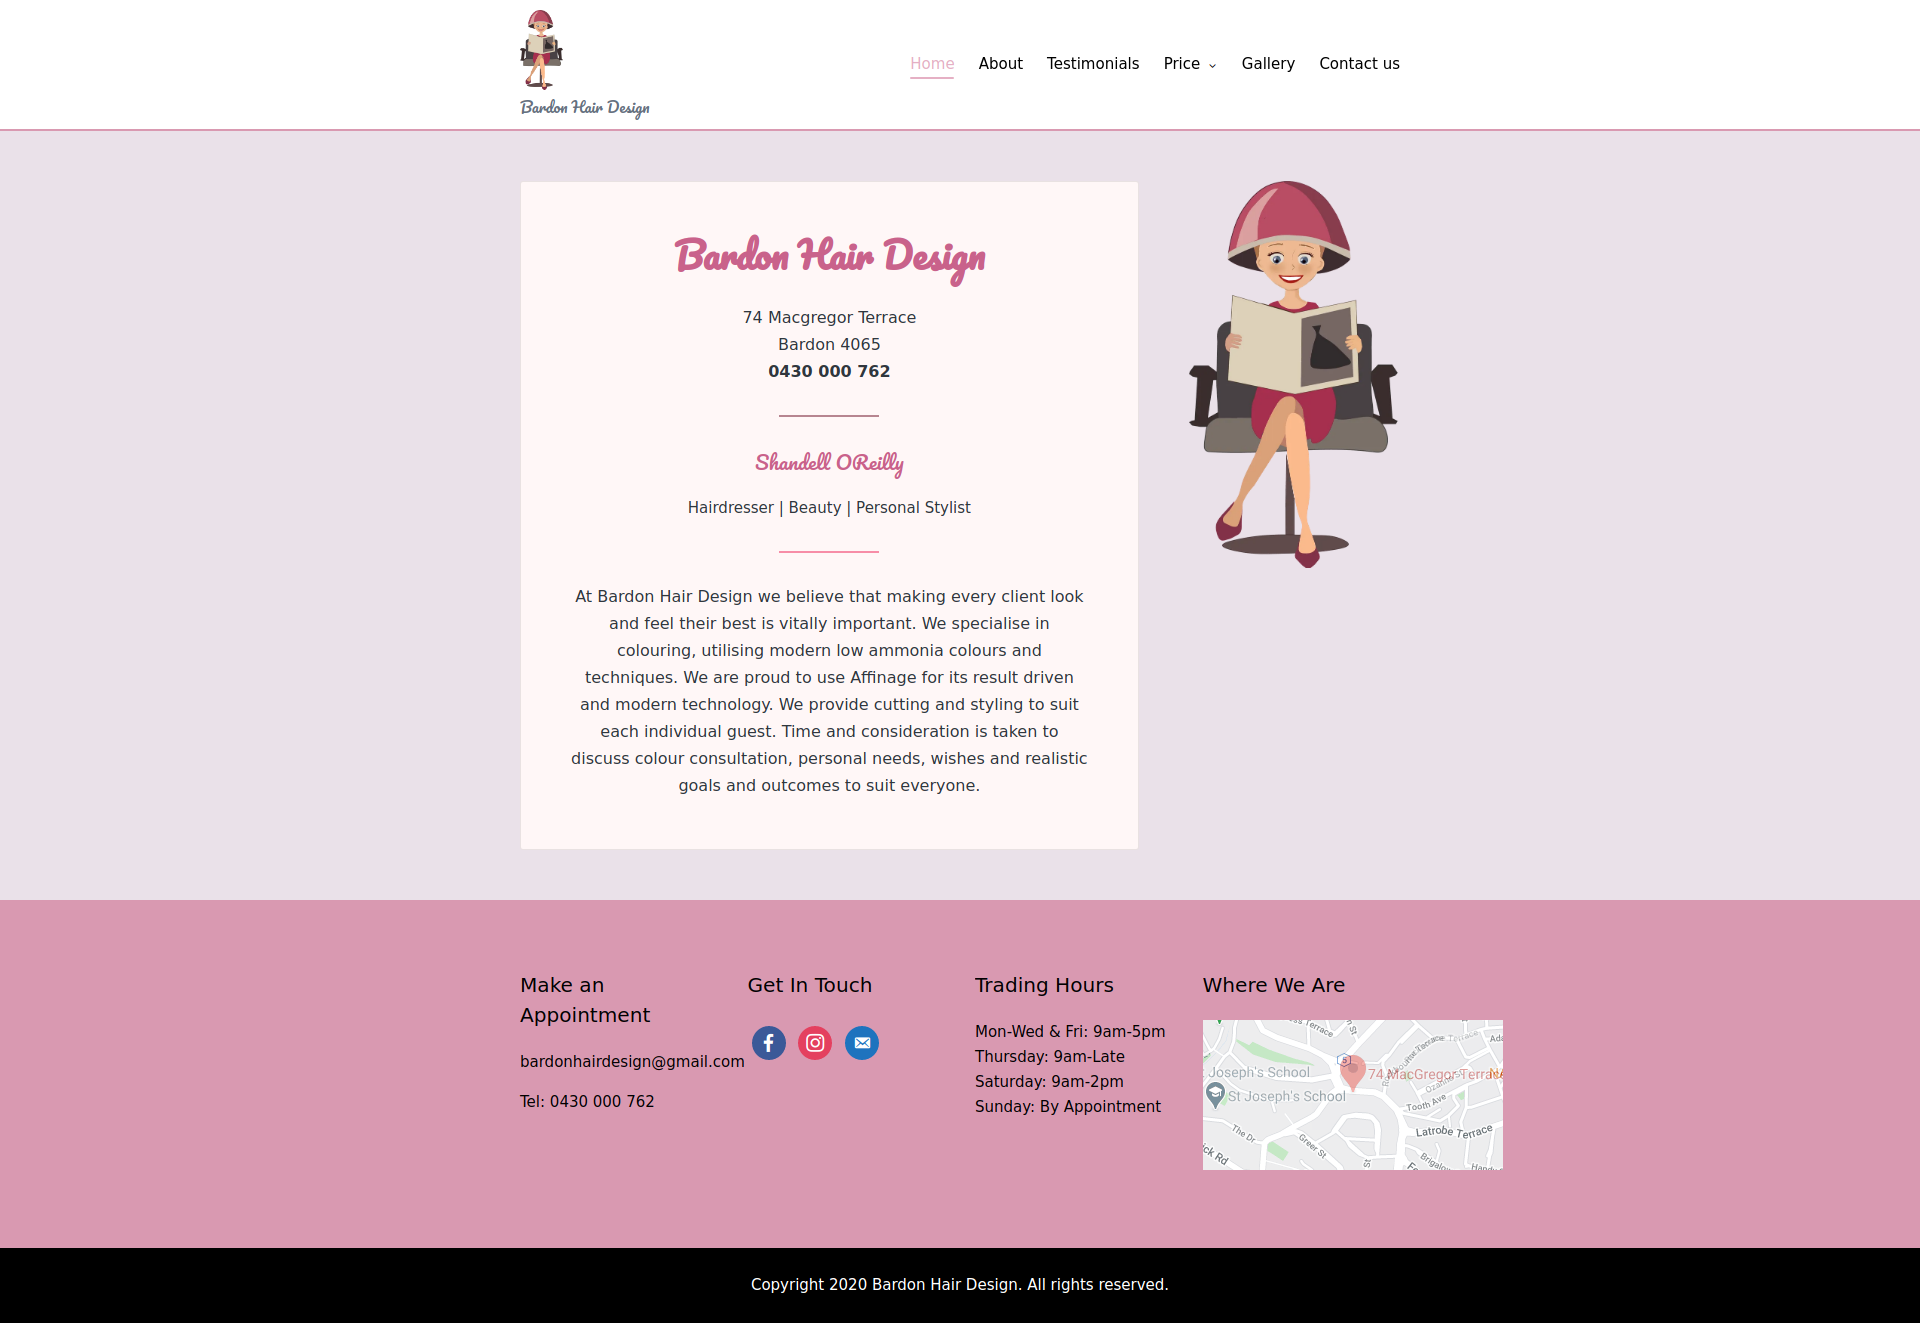 Bardon Hair Design
Home About Testimonials Price Gallery Contact us
Bardon Hair Design
74 Macgregor Terrace
Bardon 4065
0430 000 762
Shandell OReilly
Hairdresser | Beauty | Personal Stylist
At Bardon Hair Design we believe that making every client look
and feel their best is vitally important. We specialise in
colouring, utilising modern low ammonia colours and
techniques. We are proud to use Affinage for its result driven
and modern technology. We provide cutting and styling to suit
each individual guest. Time and consideration is taken to
discuss colour consultation, personal needs, wishes and realistic
goals and outcomes to suit everyone.
Make an
Appointment
bardonhairdesign@gmail.com
Tel: 0430 000 762
Get In Touch
Trading Hours
Mon-Wed & Fri: 9am-5pm
Thursday: 9am-Late
Saturday: 9am-2pm
Sunday: By Appointment
Where We Are
Terrace
Joseph's School
74 MacGregor Terrace
St Joseph's School
Tooth Ave
Latrobe Terrace
The Dr
Greer St
St
Rd
Copyright 2020 Bardon Hair Design. All rights reserved.